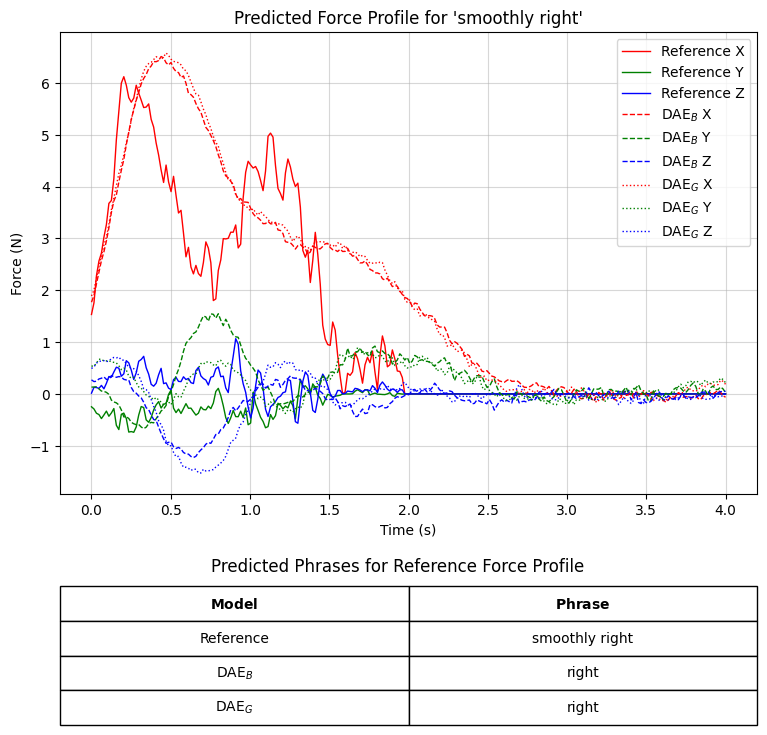 Predicted Force Profile for 'smoothly right'
Force (N)
6
5
4
3
2
1
0
−1
Reference X
Reference Y
Reference Z
DAE_B X
DAE_B Y
DAE_B Z
DAE_G X
DAE_G Y
DAE_G Z
0.0 0.5 1.0 1.5 2.0 2.5 3.0 3.5 4.0
Time (s)
Predicted Phrases for Reference Force Profile
Model Phrase
Reference smoothly right
DAE_B right
DAE_G right